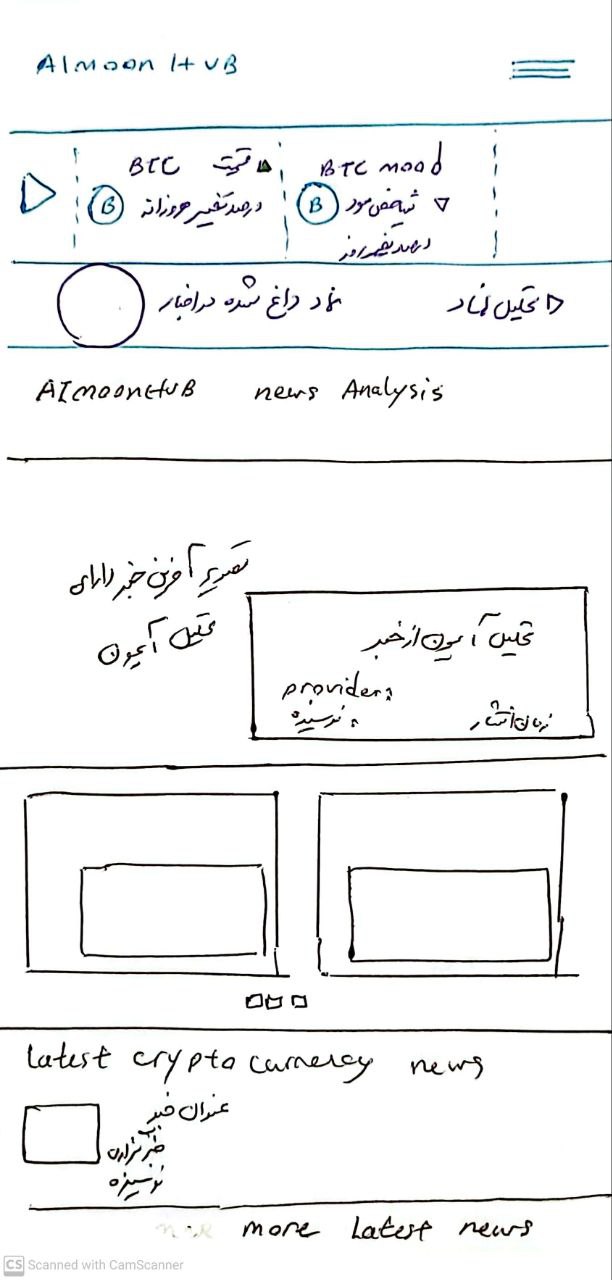 AImoon HUB
BTC قیمت
B درصد تغییر روزانه
BTC mood
B شاخص مود
درصد تغییر روز
نماد داغ شده در اخبار
تحلیل نماد
AImoonHUB news Analysis
تصویر آخرین خبر دارای
تحلیل آیمون
تحلیل آیمون از خبر
provider:
نویسنده:
زمان انتشار
latest crypto currency news
عنوان خبر
خبرگزاری
نویسنده
more latest news
CS Scanned with CamScanner